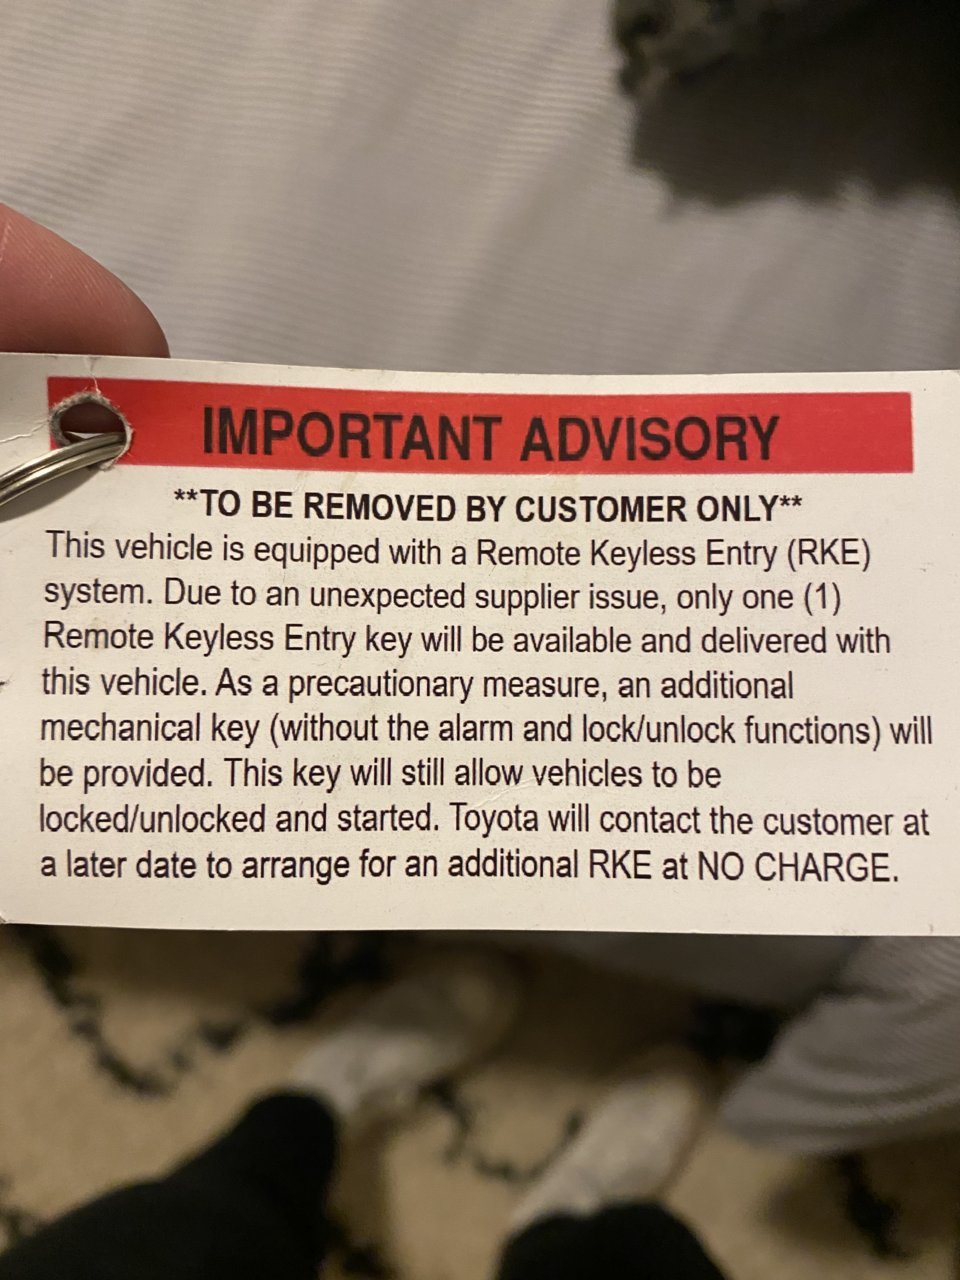 IMPORTANT ADVISORY
**TO BE REMOVED BY CUSTOMER ONLY**
This vehicle is equipped with a Remote Keyless Entry (RKE)
system. Due to an unexpected supplier issue, only one (1)
Remote Keyless Entry key will be available and delivered with
this vehicle. As a precautionary measure, an additional
mechanical key (without the alarm and lock/unlock functions) will
be provided. This key will still allow vehicles to be
locked/unlocked and started. Toyota will contact the customer at
a later date to arrange for an additional RKE at NO CHARGE.